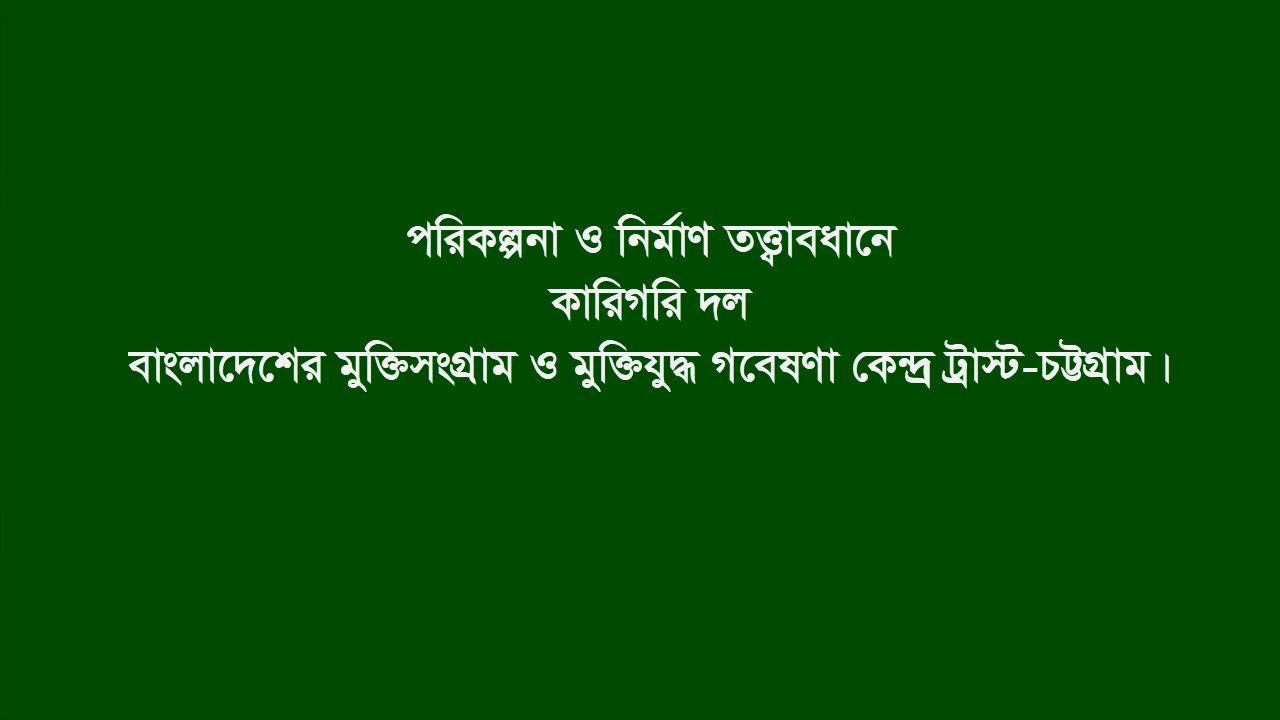 পরিকল্পনা ও নির্মাণ তত্ত্বাবধানে
কারিগরি দল
বাংলাদেশের মুক্তিসংগ্রাম ও মুক্তিযুদ্ধ গবেষণা কেন্দ্র ট্রাস্ট-চট্টগ্রাম।